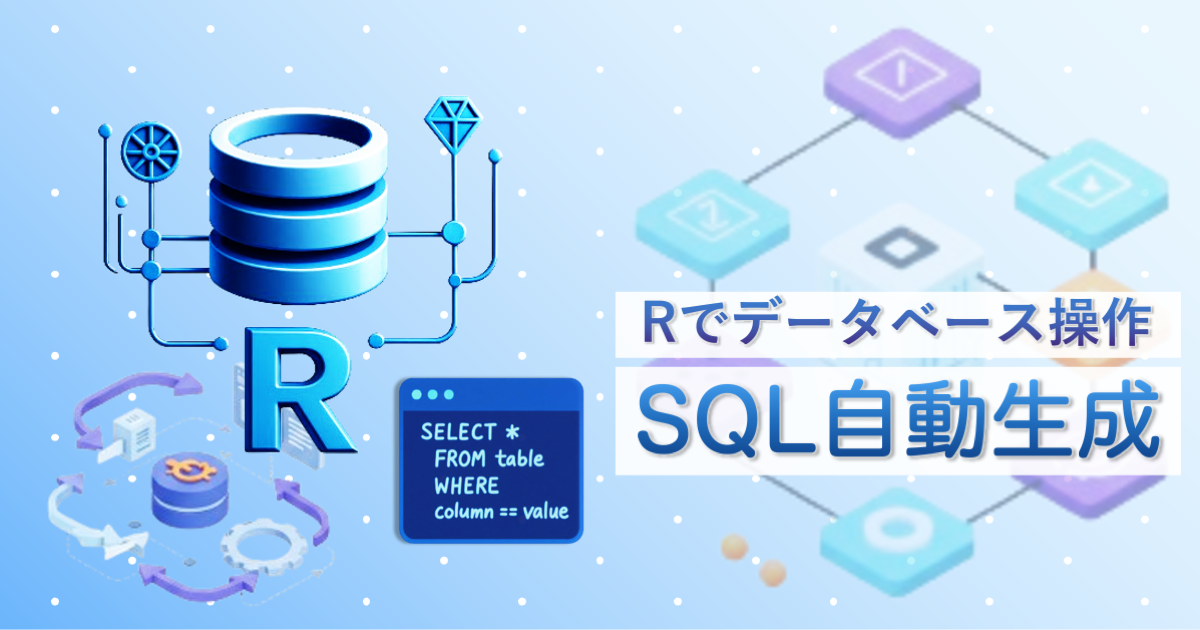 R
SELECT *
FROM table
WHERE
column == value
Rでデータベース操作
SQL自動生成